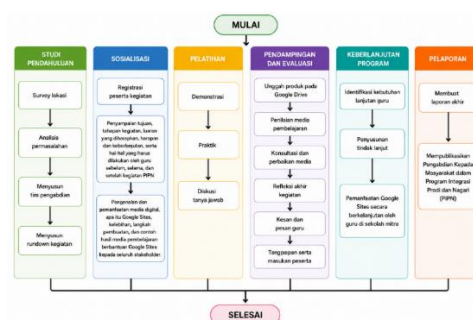 MULAI
STUDI
PENDAHULUAN
Survey lokasi
Analisis
permasalahan
Menyusun
tim pengabdian
Menyusun
rundown kegiatan
SOSIALISASI
Registrasi
peserta kegiatan
Penyampaian tujuan,
tahapan kegiatan, luaran
yang diharapkan, harapan
dan keberlanjutan, serta
hal-hal yang harus
dilakukan oleh guru
sebelum, selama, dan
setelah kegiatan PIPN
Pengenalan dan
pemanfaatan media digital,
apa itu Google Sites,
kelebihan, langkah
pembuatan, dan contoh
hasil media pembelajaran
berbantuan Google Sites
kepada seluruh stakeholder
PELATIHAN
Demonstrasi
Praktik
Diskusi
tanya jawab
PENDAMPINGAN
DAN EVALUASI
Unggah produk pada
Google Drive
Penilaian media
pembelajaran
Konsultasi dan
perbaikan media
Refleksi akhir
kegiatan
Kesan dan
pesan guru
Tanggapan serta
masukan peserta
KEBERLANJUTAN
PROGRAM
Identifikasi kebutuhan
lanjutan guru
Penyusunan
tindak lanjut
Pemanfaatan Google Sites
secara berkelanjutan oleh
guru di sekolah mitra
PELAPORAN
Membuat
laporan akhir
Mempublikasikan
Pengabdian Kepada
Masyarakat dalam
Program Integrasi
Prodi dan Nagari
(PIPN)
SELESAI